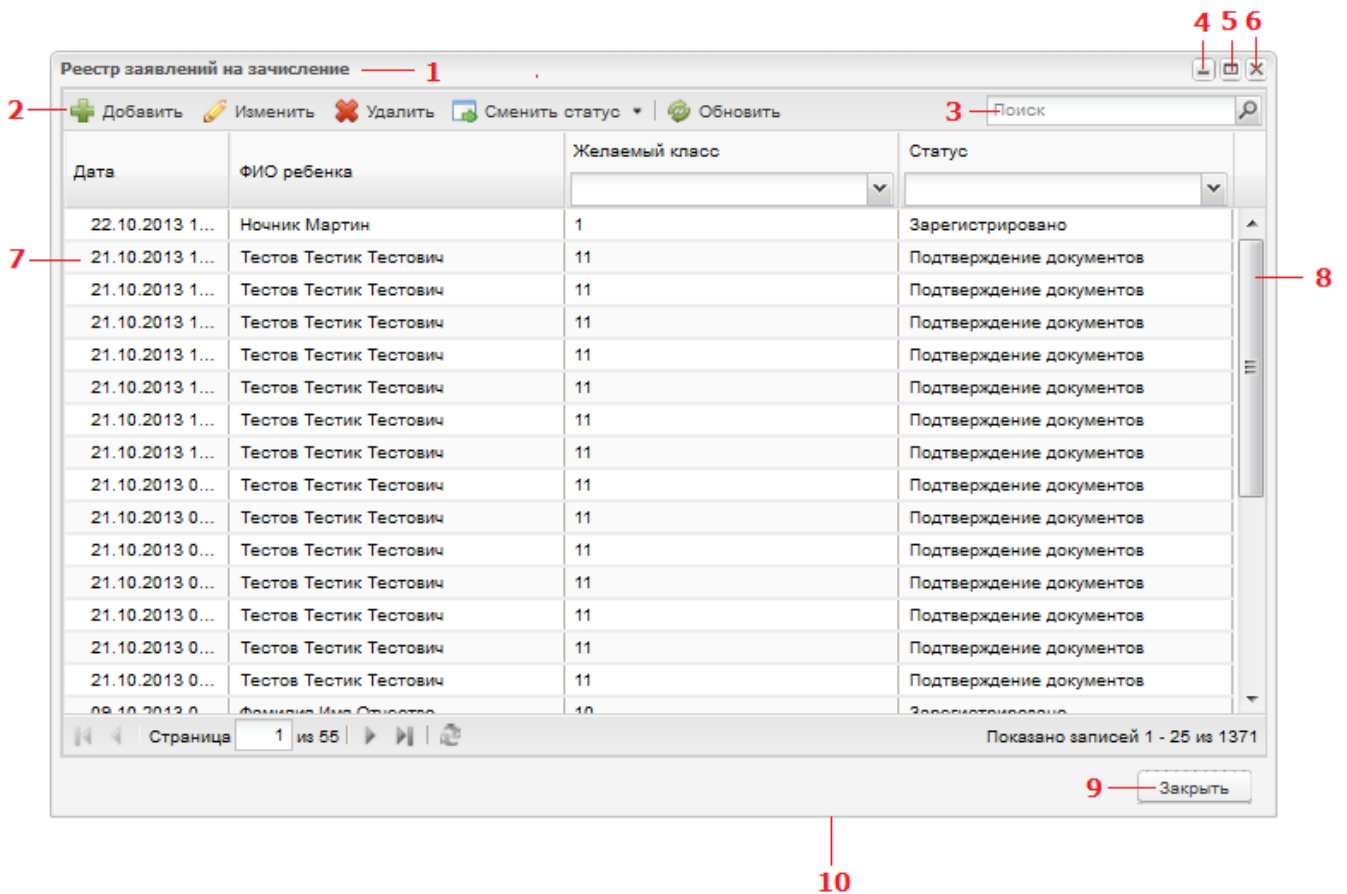 4 5 6
Реестр заявлений на зачисление 1
2 Добавить Изменить Удалить Сменить статус Обновить 3 Поиск
Дата ФИО ребенка Желаемый класс Статус
22.10.2013 1... Ночник Мартин 1 Зарегистрировано
7 21.10.2013 1... Тестов Тестик Тестович 11 Подтверждение документов 8
21.10.2013 1... Тестов Тестик Тестович 11 Подтверждение документов
21.10.2013 1... Тестов Тестик Тестович 11 Подтверждение документов
21.10.2013 1... Тестов Тестик Тестович 11 Подтверждение документов
21.10.2013 1... Тестов Тестик Тестович 11 Подтверждение документов
21.10.2013 1... Тестов Тестик Тестович 11 Подтверждение документов
21.10.2013 1... Тестов Тестик Тестович 11 Подтверждение документов
21.10.2013 0... Тестов Тестик Тестович 11 Подтверждение документов
21.10.2013 0... Тестов Тестик Тестович 11 Подтверждение документов
21.10.2013 0... Тестов Тестик Тестович 11 Подтверждение документов
21.10.2013 0... Тестов Тестик Тестович 11 Подтверждение документов
21.10.2013 0... Тестов Тестик Тестович 11 Подтверждение документов
21.10.2013 0... Тестов Тестик Тестович 11 Подтверждение документов
21.10.2013 0... Тестов Тестик Тестович 11 Подтверждение документов
09.10.2013 0... Фамилия Имя Отчество 10 Зарегистрировано
Страница 1 из 55 Показано записей 1 - 25 из 1371
9 Закрыть
10